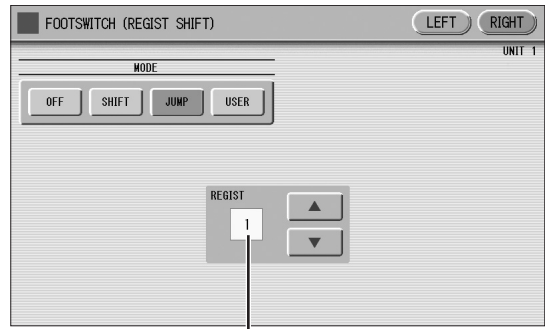 FOOTSWITCH (REGIST SHIFT)
LEFT RIGHT
UNIT 1
MODE
OFF SHIFT JUMP USER
REGIST
1